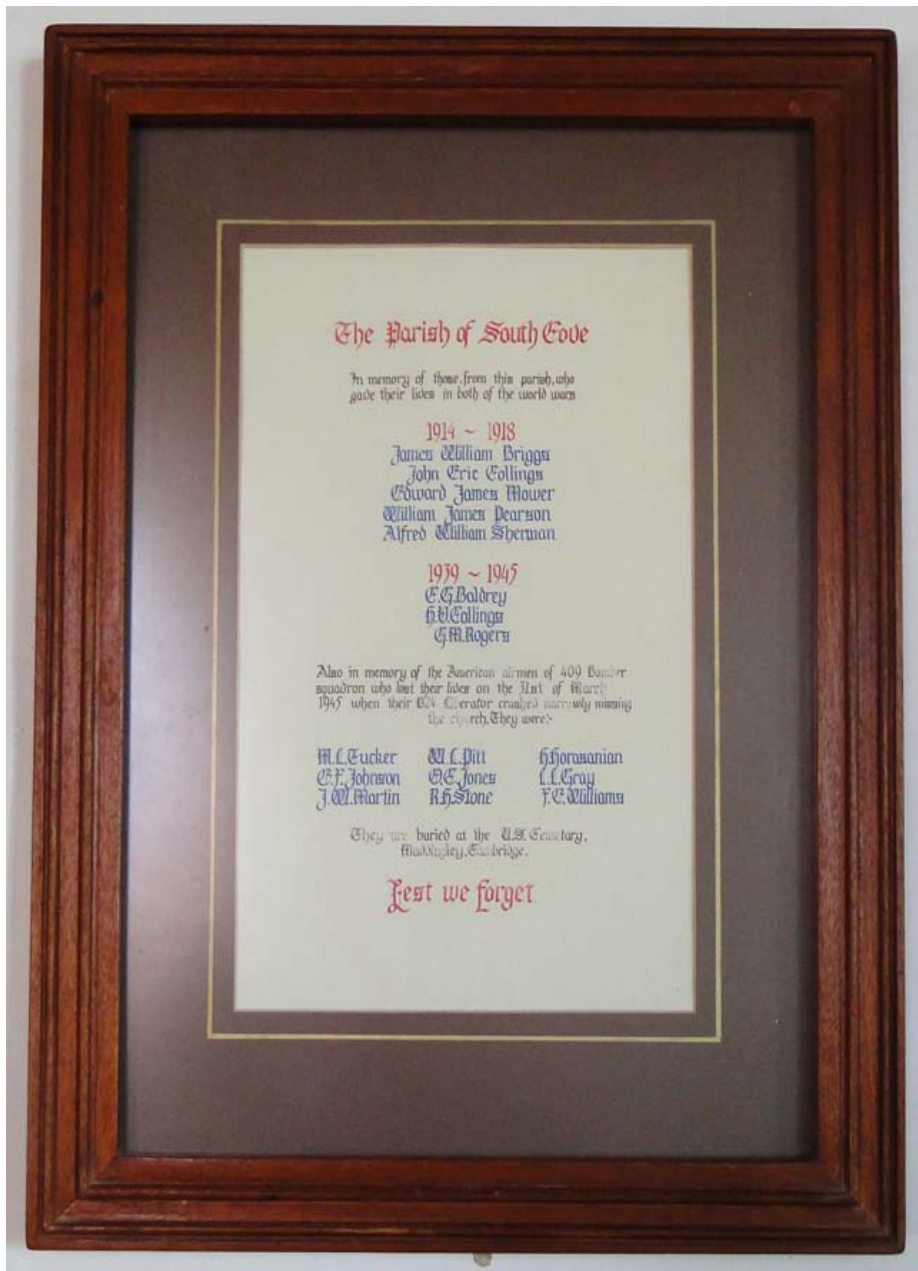 The Parish of South Cove
In memory of those, from this parish, who
gave their lives in both of the world wars
1914 ~ 1918
James William Briggs
John Eric Collings
Edward James Mower
William James Pearson
Alfred William Sherman
1939 ~ 1945
E.G. Baldrey
H.V. Collings
G.M. Rogers
Also in memory of the American airmen of 409 Bomber
squadron who lost their lives on the 31st of March
1945 when their B24 Liberator crashed narrowly missing
the church. They were:-
M.L. Tucker W.L. Pitt H. Horasanian
E.F. Johnson O.E. Jones L.L. Gray
J.W. Martin R.H. Stone F.E. Williams
They are buried at the U.S. Cemetary,
Maddingley, Cambridge.
Lest we forget